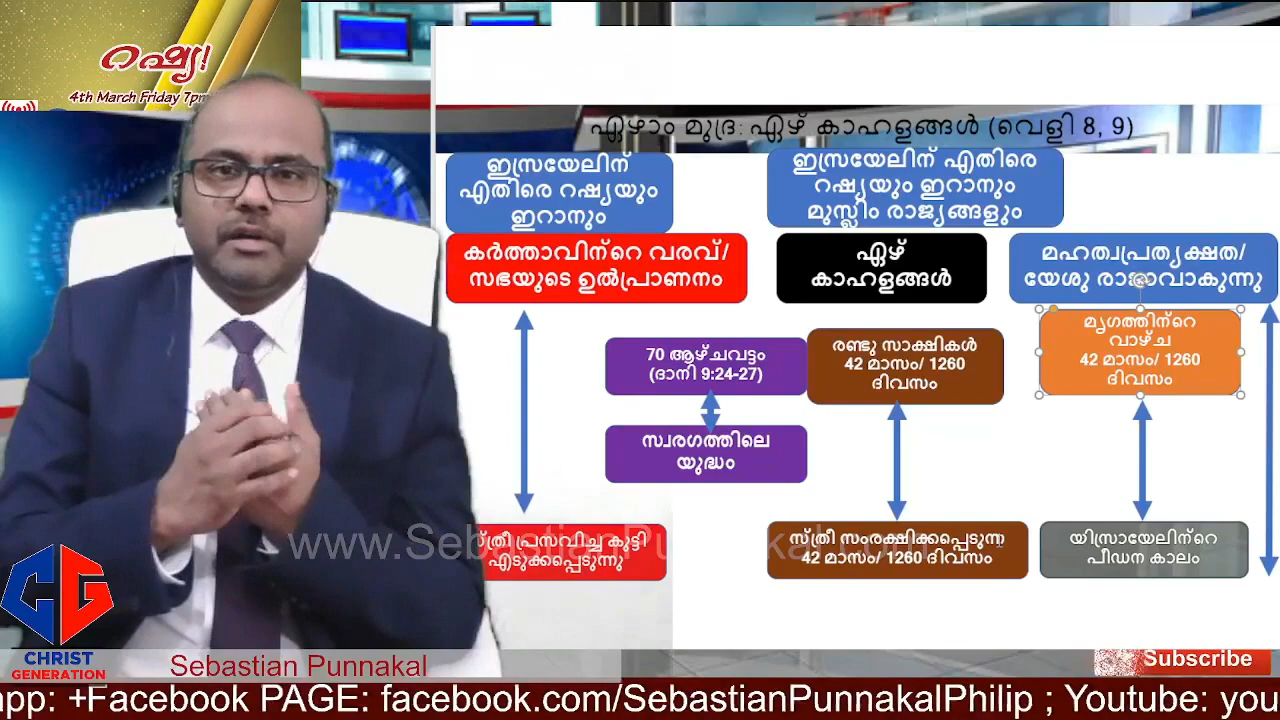 റഷ്യ!
4th March Friday 7pm
ഏഴാം മുദ്ര: ഏഴ് കാഹളങ്ങൾ (വെളി 8, 9)
ഇസ്രയേലിന്
എതിരെ റഷ്യയും
ഇറാനും
ഇസ്രയേലിന് എതിരെ
റഷ്യയും ഇറാനും
മുസ്ലിം രാജ്യങ്ങളും
കർത്താവിന്റെ വരവ്/
സഭയുടെ ഉൽപ്രാണനം
ഏഴ്
കാഹളങ്ങൾ
മഹത്വപ്രത്യക്ഷത/
യേശു രാജാവാകുന്നു
70 ആഴ്ചവട്ടം
(ദാനി 9:24-27)
രണ്ടു സാക്ഷികൾ
42 മാസം/ 1260
ദിവസം
മൃഗത്തിന്റെ
വാഴ്ച
42 മാസം/ 1260
ദിവസം
സ്വരഗത്തിലെ
യുദ്ധം
സ്ത്രീ പ്രസവിച്ച കുട്ടി
എടുക്കപ്പെടുന്നു
സ്ത്രീ സംരക്ഷിക്കപ്പെടുന്നു
42 മാസം/ 1260 ദിവസം
യിസ്രായേലിന്റെ
പീഡന കാലം
CG
CHRIST
GENERATION
Sebastian Punnakal
Subscribe
app: +Facebook PAGE: facebook.com/SebastianPunnakalPhilip ; Youtube: you